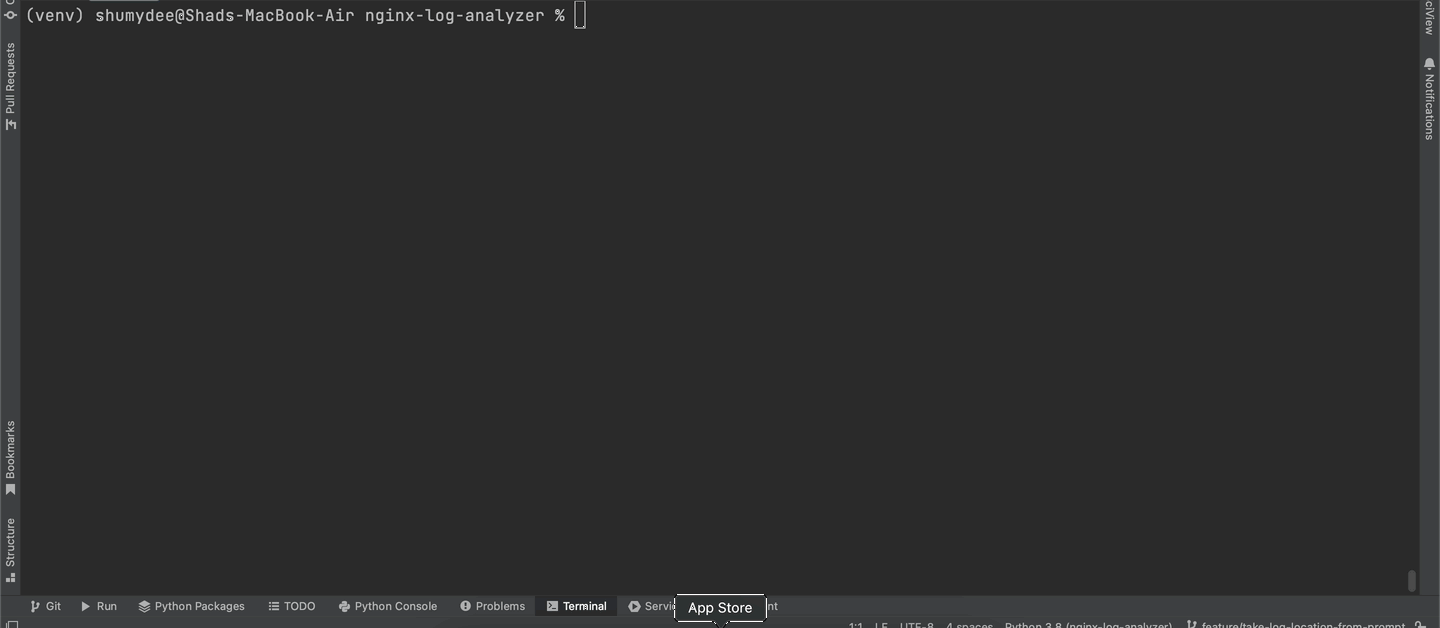 (venv) shumydee@Shads-MacBook-Air nginx-log-analyzer %
Pull Requests
Bookmarks
Structure
ciView
Notifications
Git Run Python Packages TODO Python Console Problems Terminal Servi App Store nt
1:1 LF UTF-8 4 spaces Python 3.8 (nginx-log-analyzer) feature/take-log-location-from-prompt